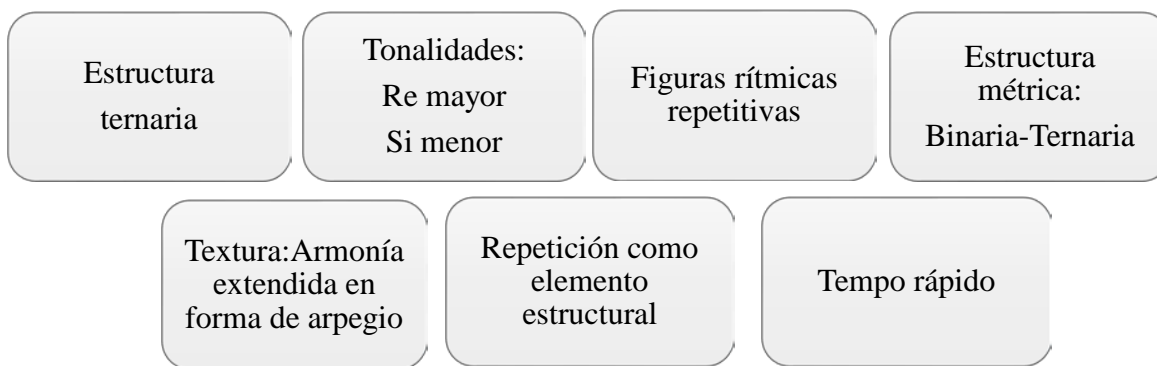 Estructura
ternaria
Tonalidades:
Re mayor
Si menor
Figuras rítmicas
repetitivas
Estructura
métrica:
Binaria-Ternaria
Textura:Armonía
extendida en
forma de arpegio
Repetición como
elemento
estructural
Tempo rápido